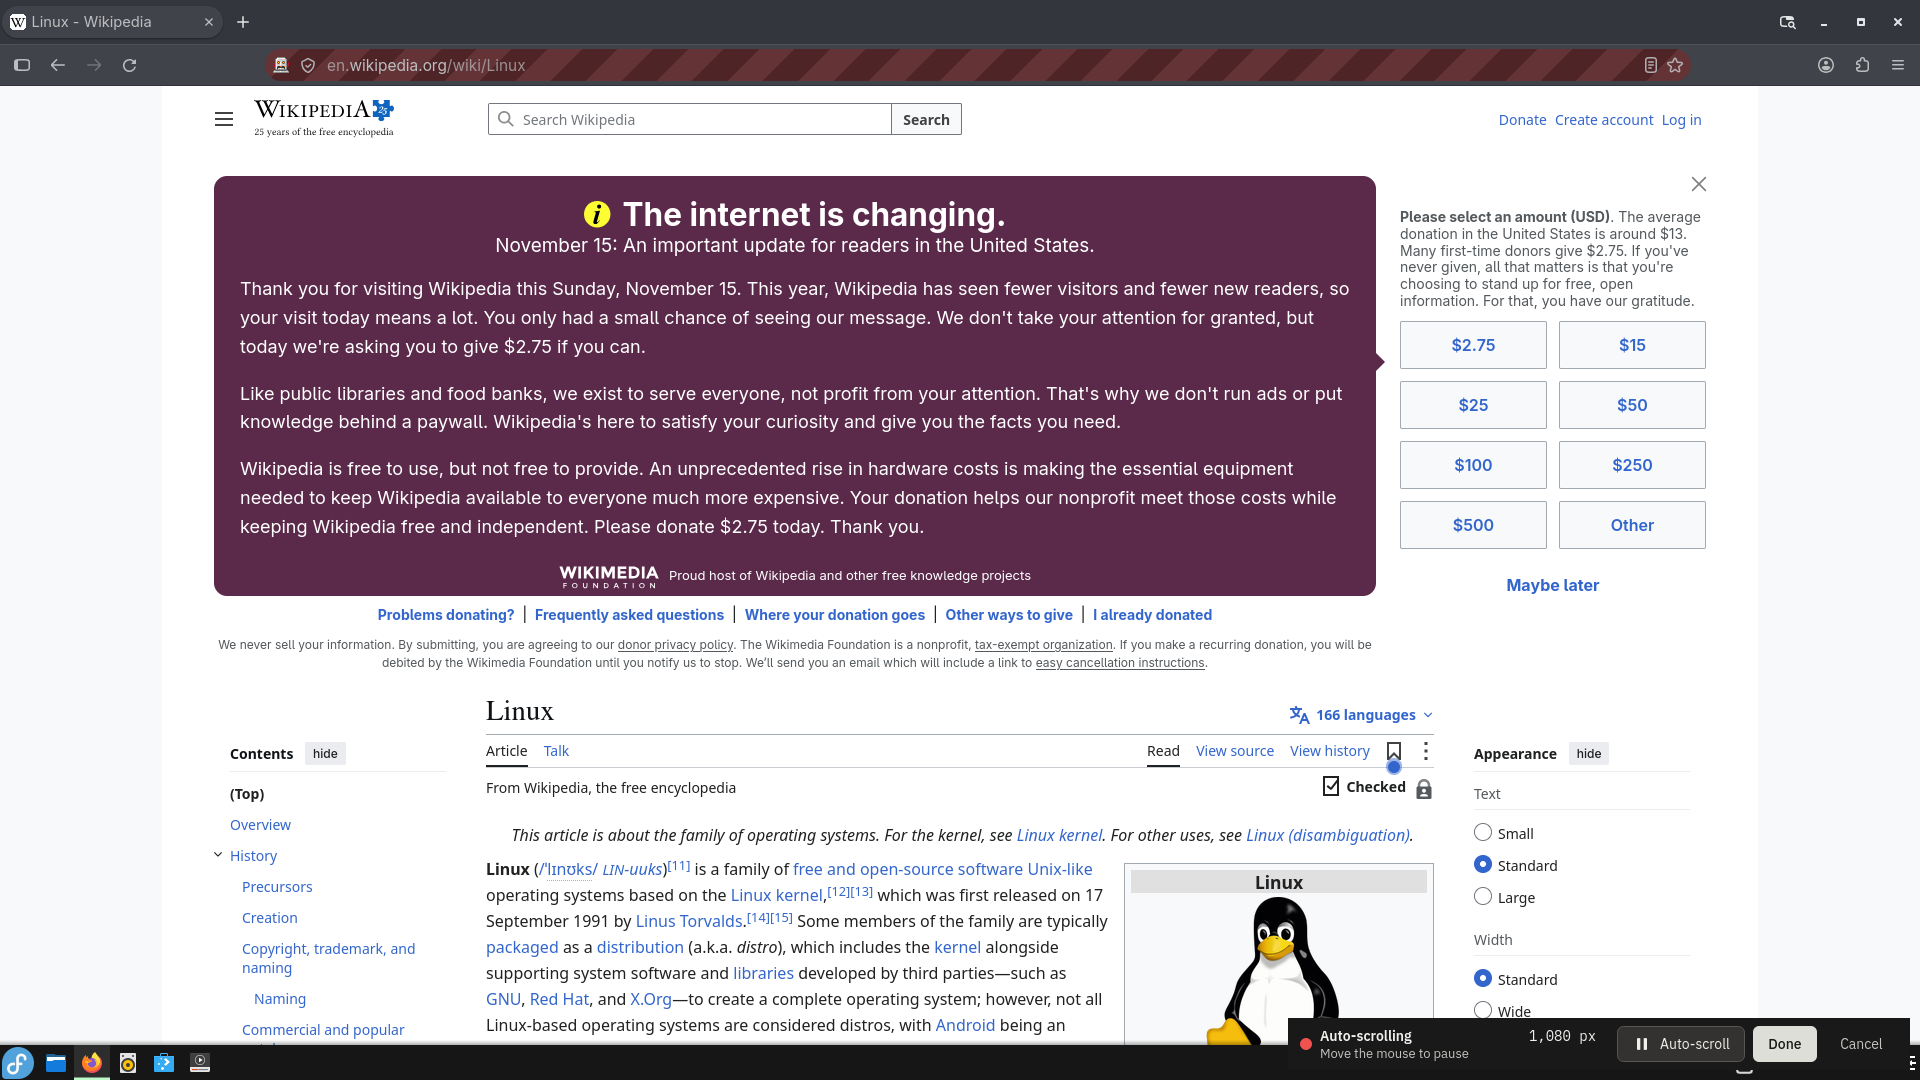 Linux - Wikipedia
en.wikipedia.org/wiki/Linux
WIKIPEDIA 25
25 years of the free encyclopedia
Search Wikipedia
Search
Donate Create account Log in
i The internet is changing.
November 15: An important update for readers in the United States.
Thank you for visiting Wikipedia this Sunday, November 15. This year, Wikipedia has seen fewer visitors and fewer new readers, so
your visit today means a lot. You only had a small chance of seeing our message. We don't take your attention for granted, but
today we're asking you to give $2.75 if you can.
Like public libraries and food banks, we exist to serve everyone, not profit from your attention. That's why we don't run ads or put
knowledge behind a paywall. Wikipedia's here to satisfy your curiosity and give you the facts you need.
Wikipedia is free to use, but not free to provide. An unprecedented rise in hardware costs is making the essential equipment
needed to keep Wikipedia available to everyone much more expensive. Your donation helps our nonprofit meet those costs while
keeping Wikipedia free and independent. Please donate $2.75 today. Thank you.
WIKIMEDIA
FOUNDATION
Proud host of Wikipedia and other free knowledge projects
Please select an amount (USD). The average
donation in the United States is around $13.
Many first-time donors give $2.75. If you've
never given, all that matters is that you're
choosing to stand up for free, open
information. For that, you have our gratitude.
$2.75 $15
$25 $50
$100 $250
$500 Other
Maybe later
Problems donating? | Frequently asked questions | Where your donation goes | Other ways to give | I already donated
We never sell your information. By submitting, you are agreeing to our donor privacy policy. The Wikimedia Foundation is a nonprofit, tax-exempt organization. If you make a recurring donation, you will be
debited by the Wikimedia Foundation until you notify us to stop. We'll send you an email which will include a link to easy cancellation instructions.
Contents hide
(Top)
Overview
History
Precursors
Creation
Copyright, trademark, and
naming
Naming
Commercial and popular
Linux
166 languages
Article Talk
Read View source View history
From Wikipedia, the free encyclopedia
Checked
This article is about the family of operating systems. For the kernel, see Linux kernel. For other uses, see Linux (disambiguation).
Linux (/ˈlɪnʊks/ LIN-uuks)[11] is a family of free and open-source software Unix-like
operating systems based on the Linux kernel,[12][13] which was first released on 17
September 1991 by Linus Torvalds.[14][15] Some members of the family are typically
packaged as a distribution (a.k.a. distro), which includes the kernel alongside
supporting system software and libraries developed by third parties—such as
GNU, Red Hat, and X.Org—to create a complete operating system; however, not all
Linux-based operating systems are considered distros, with Android being an
Linux
Appearance hide
Text
Small
Standard
Large
Width
Standard
Wide
Auto-scrolling
Move the mouse to pause
1,080 px
Auto-scroll
Done
Cancel